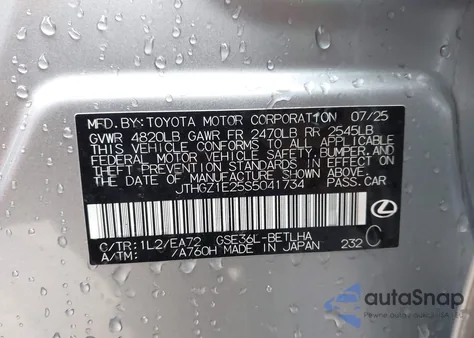 MFD. BY:TOYOTA MOTOR CORPORATION 07/25
GVWR 4820LB GAWR FR 2470LB RR 2545LB
THIS VEHICLE CONFORMS TO ALL APPLICABLE
FEDERAL MOTOR VEHICLE SAFETY, BUMPER, AND
THEFT PREVENTION STANDARDS IN EFFECT ON
THE DATE OF MANUFACTURE SHOWN ABOVE.
JTHGZ1E25S5041734 PASS.CAR
C/TR:1L2/EA72 GSE36L-BETLHA
A/TM: /A760H MADE IN JAPAN 232 C
autoSnap